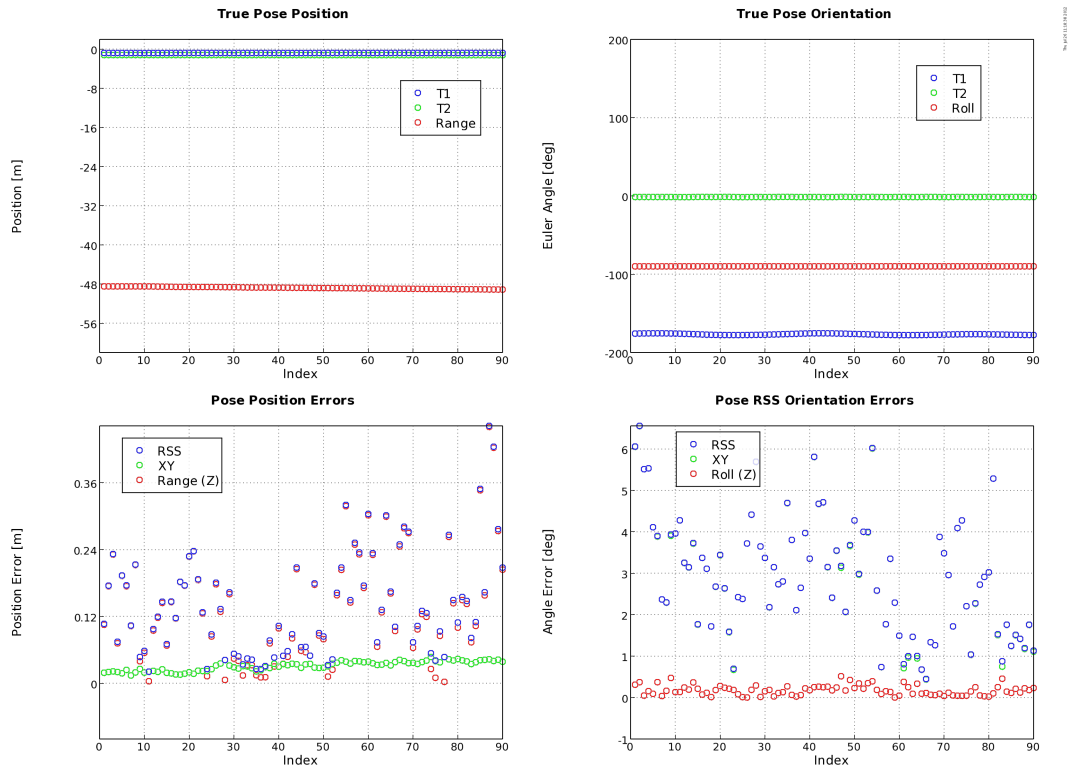 True Pose Position
True Pose Orientation
0
-8
-16
-24
-32
-40
-48
-56
Position [m]
T1
T2
Range
0 10 20 30 40 50 60 70 80 90
Index
200
100
0
-100
-200
Euler Angle [deg]
T1
T2
Roll
0 10 20 30 40 50 60 70 80 90
Index
Pose Position Errors
Pose RSS Orientation Errors
0.36
0.24
0.12
0
Position Error [m]
RSS
XY
Range (Z)
0 10 20 30 40 50 60 70 80 90
Index
6
5
4
3
2
1
0
-1
Angle Error [deg]
RSS
XY
Roll (Z)
0 10 20 30 40 50 60 70 80 90
Index